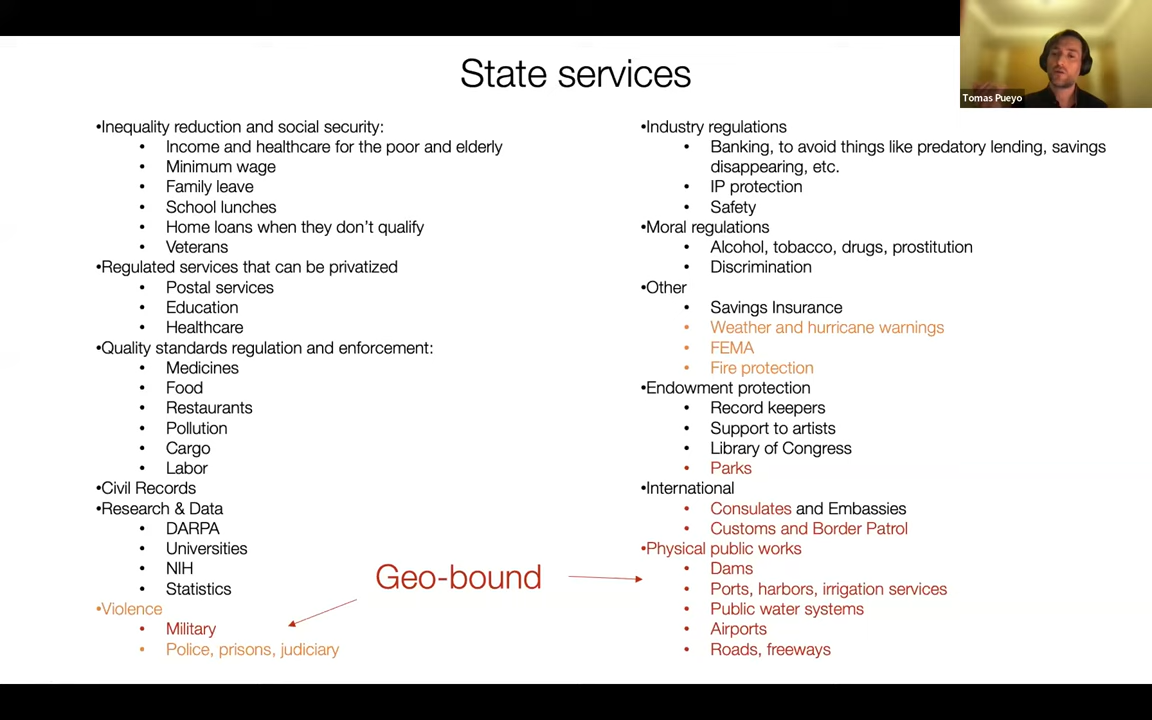 State services
Tomas Pueyo
•Inequality reduction and social security:
• Income and healthcare for the poor and elderly
• Minimum wage
• Family leave
• School lunches
• Home loans when they don't qualify
• Veterans
•Regulated services that can be privatized
• Postal services
• Education
• Healthcare
•Quality standards regulation and enforcement:
• Medicines
• Food
• Restaurants
• Pollution
• Cargo
• Labor
•Civil Records
•Research & Data
• DARPA
• Universities
• NIH
• Statistics
•Violence
• Military
• Police, prisons, judiciary
Geo-bound
•Industry regulations
• Banking, to avoid things like predatory lending, savings
disappearing, etc.
• IP protection
• Safety
•Moral regulations
• Alcohol, tobacco, drugs, prostitution
• Discrimination
•Other
• Savings Insurance
• Weather and hurricane warnings
• FEMA
• Fire protection
•Endowment protection
• Record keepers
• Support to artists
• Library of Congress
• Parks
•International
• Consulates and Embassies
• Customs and Border Patrol
•Physical public works
• Dams
• Ports, harbors, irrigation services
• Public water systems
• Airports
• Roads, freeways